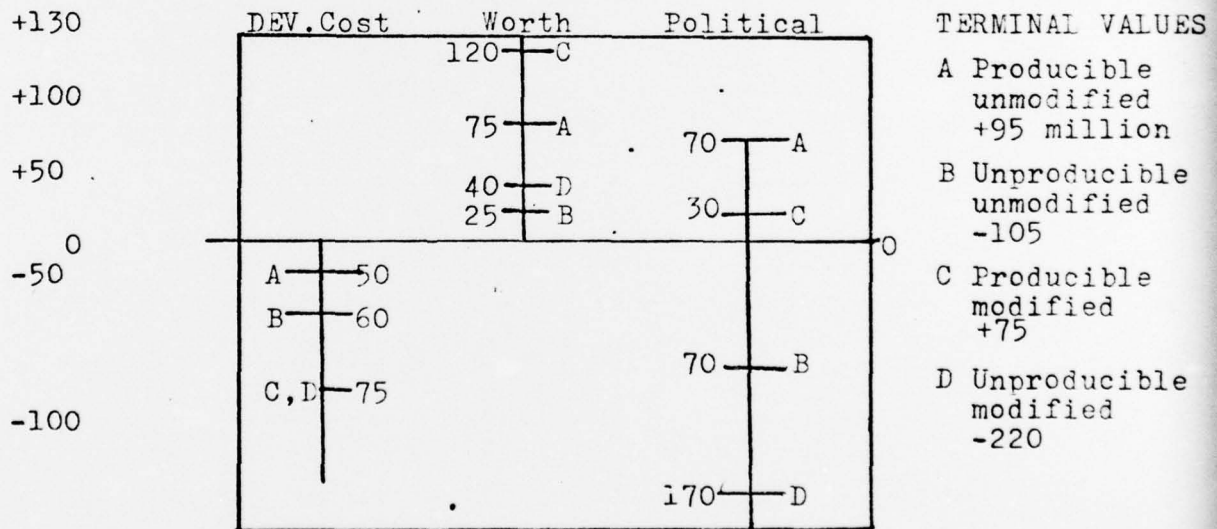 +130 DEV.Cost Worth Political TERMINAL VALUES
120 C
A Producible
unmodified
+95 million
+100
75 A
70 A
+50
40 D
25 B
30 C
B Unproducible
unmodified
-105
0 0
-50
A 50
B 60
C,D 75
C Producible
modified
+75
70 B
D Unproducible
modified
-220
-100
170 D